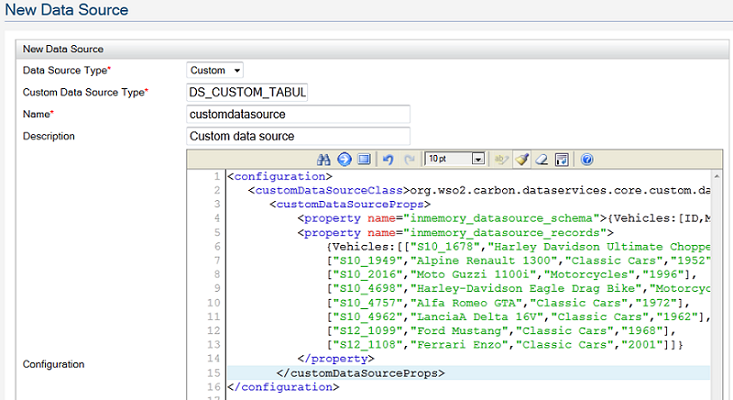 New Data Source
New Data Source
Data Source Type* Custom
Custom Data Source Type* DS_CUSTOM_TABUL
Name* customdatasource
Description Custom data source
10 pt
1 <configuration>
2 <customDataSourceClass>org.wso2.carbon.dataservices.core.custom.da
3 <customDataSourceProps>
4 <property name="inmemory_datasource_schema">{Vehicles:[ID,M
5 <property name="inmemory_datasource_records">
6 {Vehicles:[["S10_1678","Harley Davidson Ultimate Choppe
7 ["S10_1949","Alpine Renault 1300","Classic Cars","1952"
8 ["S10_2016","Moto Guzzi 1100i","Motorcycles","1996"],
9 ["S10_4698","Harley-Davidson Eagle Drag Bike","Motorcyc
10 ["S10_4757","Alfa Romeo GTA","Classic Cars","1972"],
11 ["S10_4962","LanciaA Delta 16V","Classic Cars","1962"],
12 ["S12_1099","Ford Mustang","Classic Cars","1968"],
13 ["S12_1108","Ferrari Enzo","Classic Cars","2001"]]}
14 </property>
Configuration
15 </customDataSourceProps>
16 </configuration>